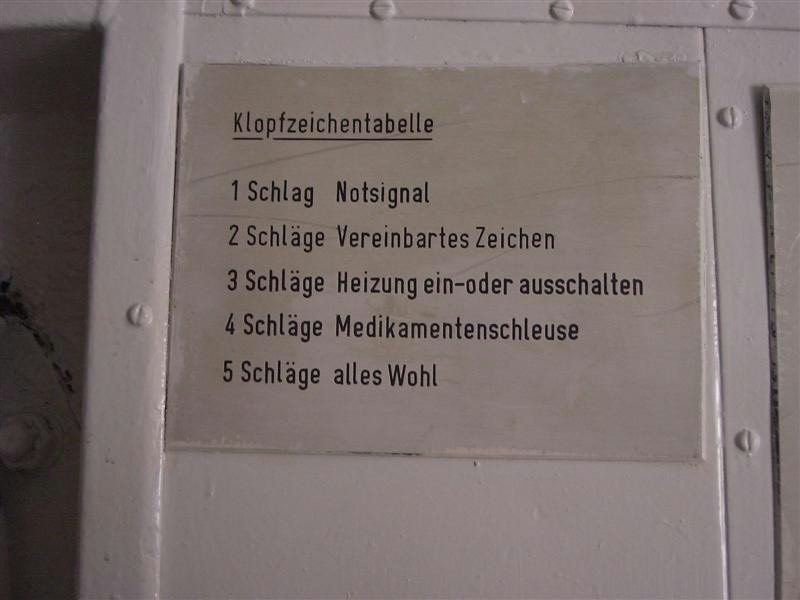 Klopfzeichentabelle
1 Schlag Notsignal
2 Schläge Vereinbartes Zeichen
3 Schläge Heizung ein-oder ausschalten
4 Schläge Medikamentenschleuse
5 Schläge alles Wohl